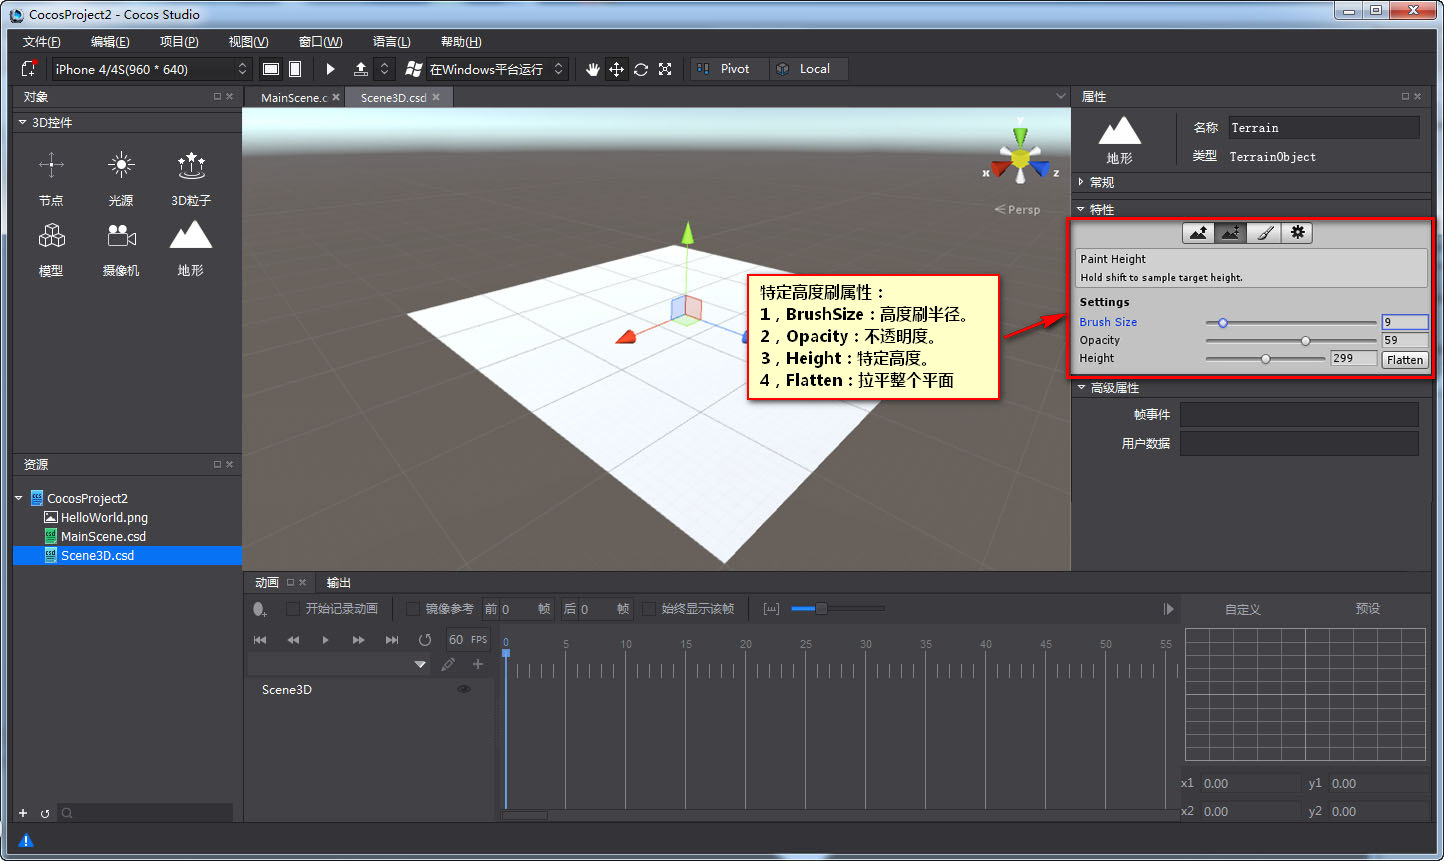 CocosProject2 - Cocos Studio
文件(F) 编辑(E) 项目(P) 视图(V) 窗口(W) 语言(L) 帮助(H)
iPhone 4/4S(960 * 640) 在Windows平台运行 Pivot Local
对象
3D控件
节点 光源 3D粒子
模型 摄像机 地形
资源
CocosProject2
HelloWorld.png
MainScene.csd
Scene3D.csd
MainScene.c Scene3D.csd
y
x z
Persp
特定高度刷属性：
1，BrushSize：高度刷半径。
2，Opacity：不透明度。
3，Height：特定高度。
4，Flatten：拉平整个平面
属性
地形
名称 Terrain
类型 TerrainObject
常规
特性
Paint Height
Hold shift to sample target height.
Settings
Brush Size 9
Opacity 59
Height 299 Flatten
高级属性
帧事件
用户数据
动画 输出
开始记录动画 镜像参考 前 0 帧 后 0 帧 始终显示该帧
60 FPS
0 5 10 15 20 25 30 35 40 45 50 55
Scene3D
自定义 预设
x1 0.00 y1 0.00
x2 0.00 y2 0.00